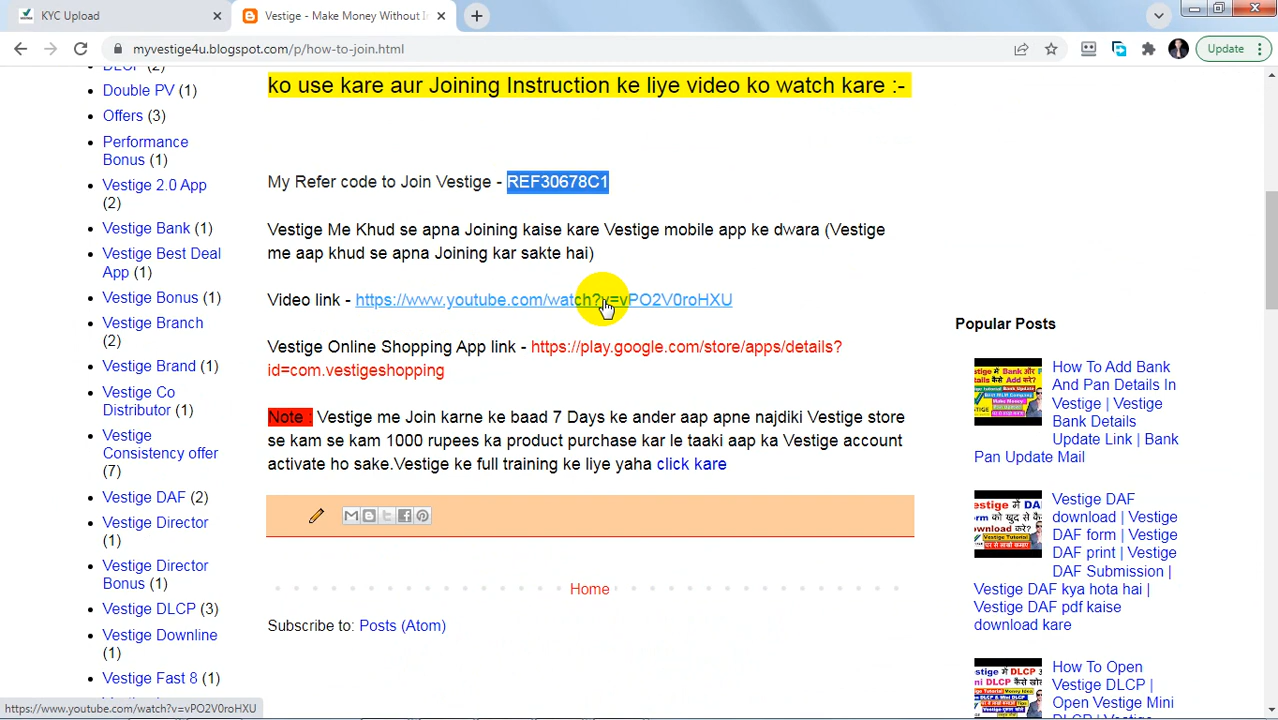 KYC Upload
Vestige - Make Money Without I
myvestige4u.blogspot.com/p/how-to-join.html
Update
ko use kare aur Joining Instruction ke liye video ko watch kare :-
My Refer code to Join Vestige - REF30678C1
Vestige Me Khud se apna Joining kaise kare Vestige mobile app ke dwara (Vestige
me aap khud se apna Joining kar sakte hai)
Video link - https://www.youtube.com/watch?v=vPO2V0roHXU
Vestige Online Shopping App link - https://play.google.com/store/apps/details?
id=com.vestigeshopping
Note : Vestige me Join karne ke baad 7 Days ke ander aap apne najdiki Vestige store
se kam se kam 1000 rupees ka product purchase kar le taaki aap ka Vestige account
activate ho sake.Vestige ke full training ke liye yaha click kare
Home
Subscribe to: Posts (Atom)
DLCP (2)
Double PV (1)
Offers (3)
Performance
Bonus (1)
Vestige 2.0 App
(2)
Vestige Bank (1)
Vestige Best Deal
App (1)
Vestige Bonus (1)
Vestige Branch
(2)
Vestige Brand (1)
Vestige Co
Distributor (1)
Vestige
Consistency offer
(7)
Vestige DAF (2)
Vestige Director
(1)
Vestige Director
Bonus (1)
Vestige DLCP (3)
Vestige Downline
(1)
Vestige Fast 8 (1)
Popular Posts
How To Add Bank
And Pan Details In
Vestige | Vestige
Bank Details
Update Link | Bank
Pan Update Mail
Vestige DAF
download | Vestige
DAF form | Vestige
DAF print | Vestige
DAF Submission |
Vestige DAF kya hota hai |
Vestige DAF pdf kaise
download kare
How To Open
Vestige DLCP |
Open Vestige Mini
DLCP | Vestige
https://www.youtube.com/watch?v=vPO2V0roHXU